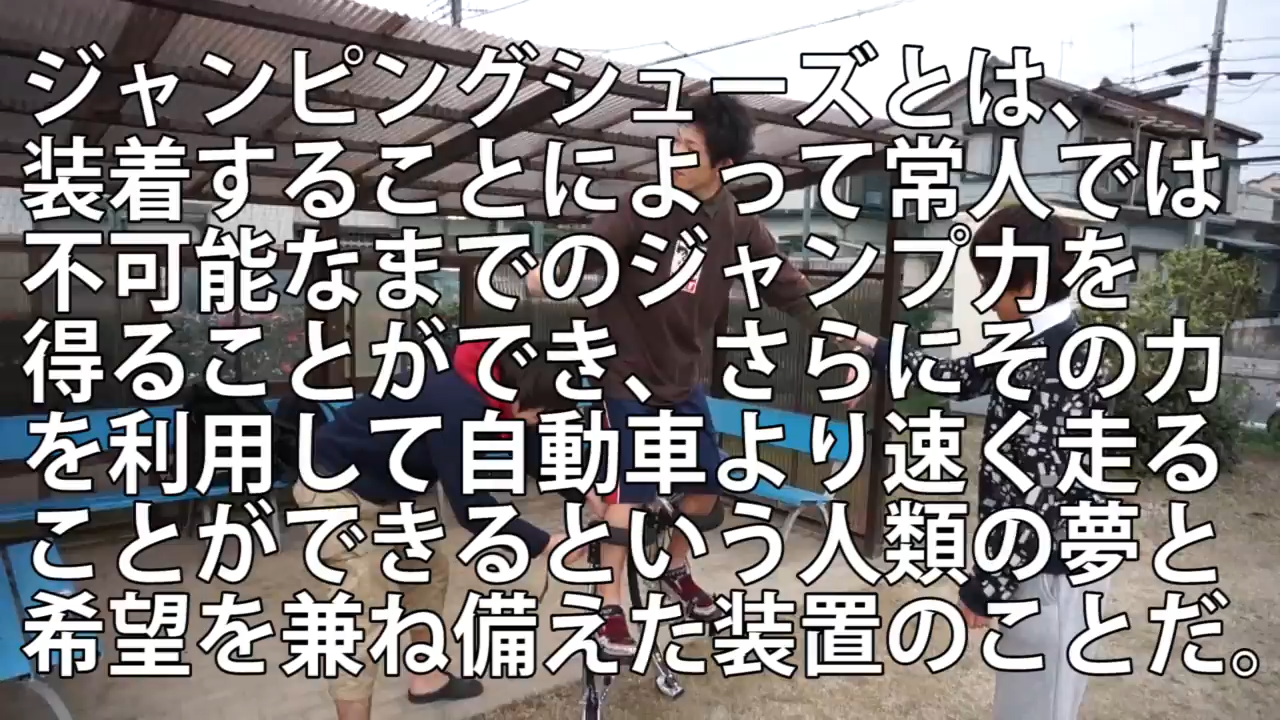 ジャンピングシューズとは、
装着することによって常人では
不可能なまでのジャンプ力を
得ることができ、さらにその力
を利用して自動車より速く走る
ことができるという人類の夢と
希望を兼ね備えた装置のことだ。